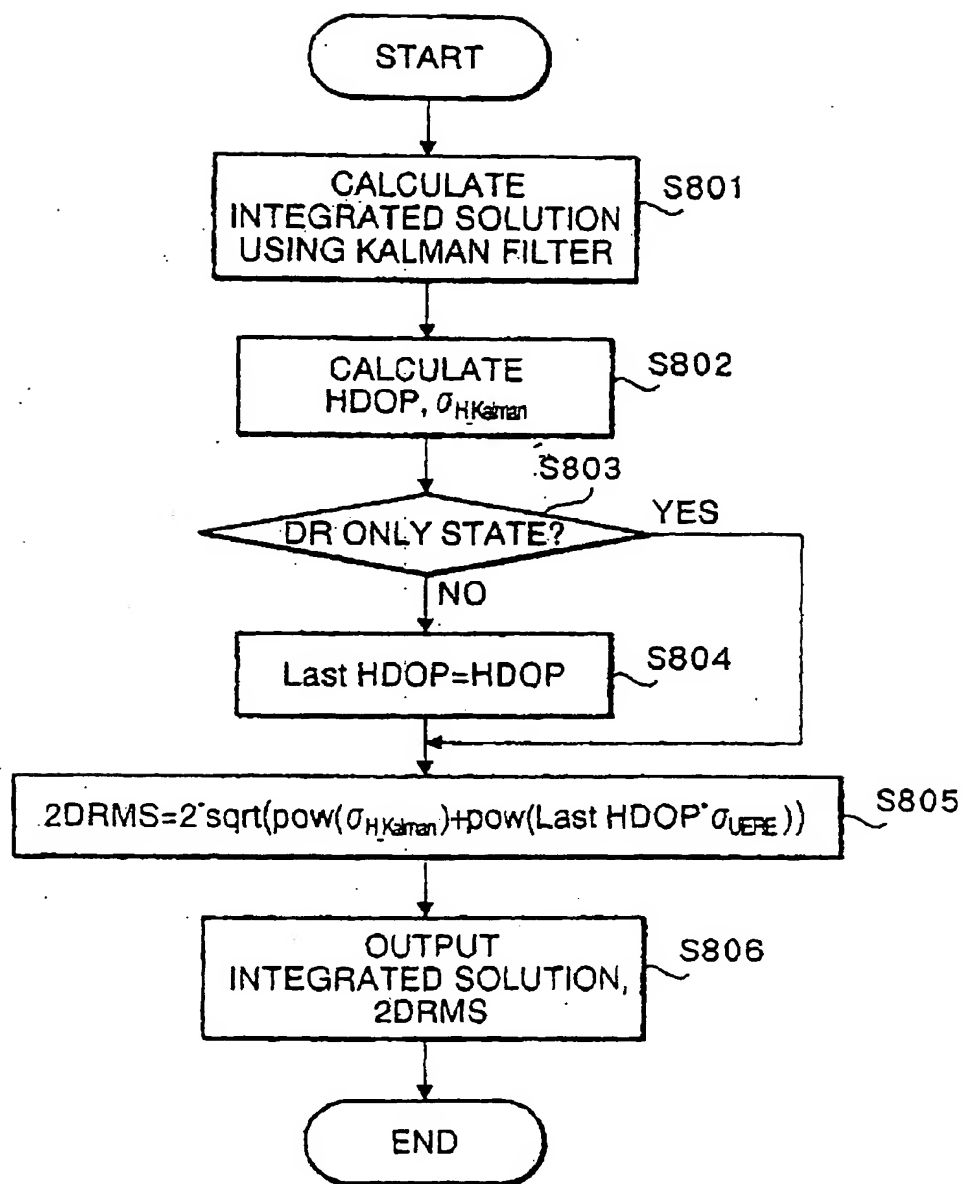 START
CALCULATE
INTEGRATED SOLUTION
USING KALMAN FILTER
S801
CALCULATE
HDOP, σH_Kalman
S802
S803
DR ONLY STATE?
YES
NO
Last HDOP=HDOP
S804
2DRMS=2*sqrt(pow(σH_Kalman)+pow(Last HDOP*σUERE))
S805
OUTPUT
INTEGRATED SOLUTION,
2DRMS
S806
END